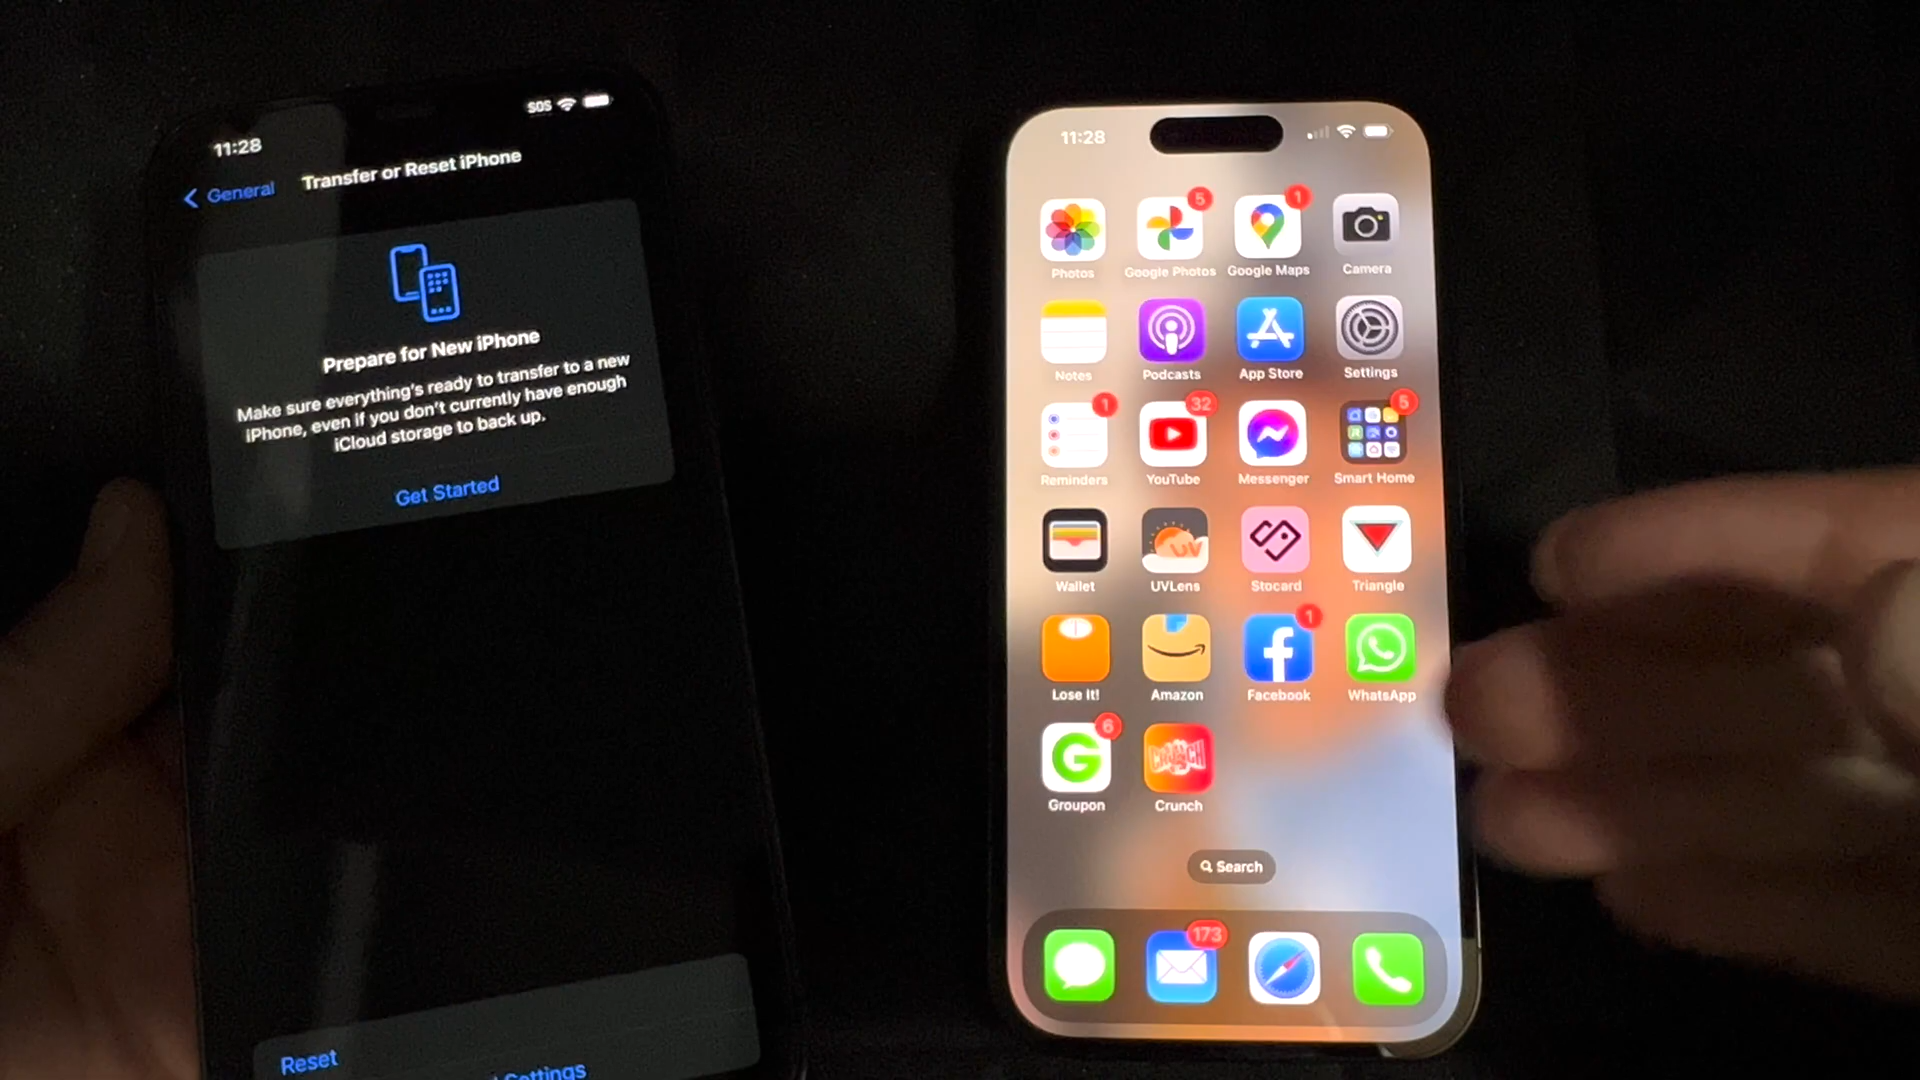 11:28
SOS
General
Transfer or Reset iPhone
Prepare for New iPhone
Make sure everything's ready to transfer to a new
iPhone, even if you don't currently have enough
iCloud storage to back up.
Get Started
Reset
Settings
11:28
5
1
Photos
Google Photos
Google Maps
Camera
Notes
Podcasts
App Store
Settings
1
32
5
Reminders
YouTube
Messenger
Smart Home
UV
Wallet
UVLens
Stocard
Triangle
1
Lose It!
Amazon
Facebook
WhatsApp
6
G
CRUNCH
Groupon
Crunch
Search
173